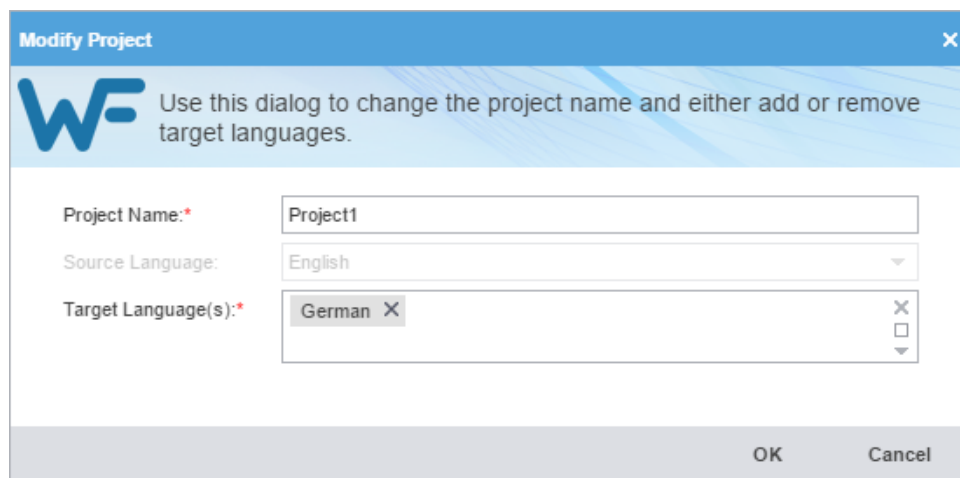 Modify Project
WF
Use this dialog to change the project name and either add or remove
target languages.
Project Name:*
Project1
Source Language:
English
Target Language(s):*
German
OK
Cancel